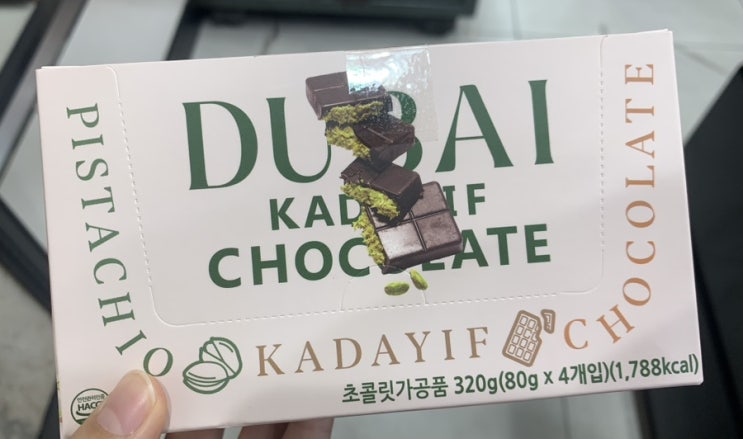 DUBAI
KADAYIF
CHOCOLATE
PISTACHIO
KADAYIF
CHOCOLATE
초콜릿가공품 320g(80g x 4개입)(1,788kcal)